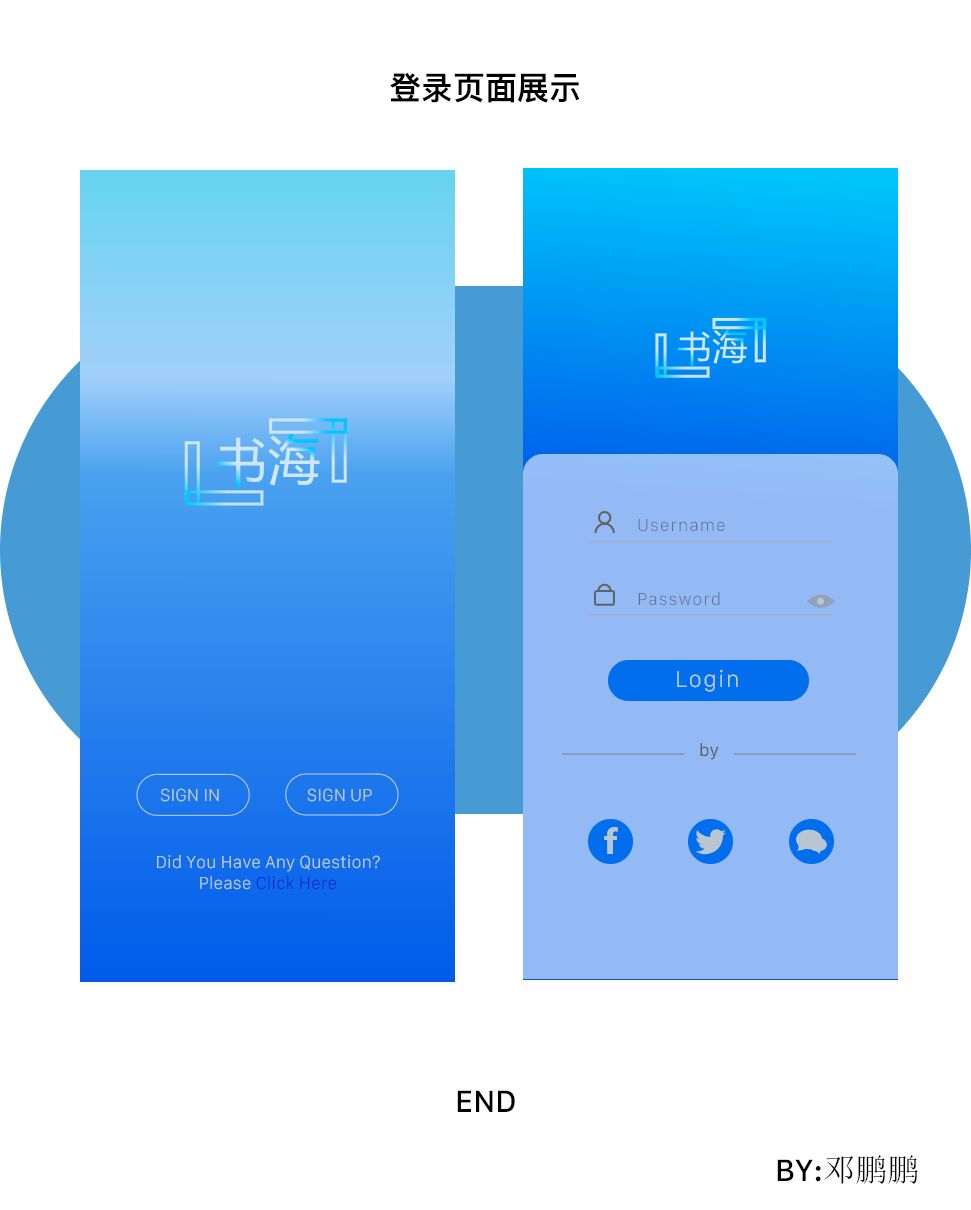 登录页面展示
书海
SIGN IN
SIGN UP
Did You Have Any Question?
Please Click Here
书海
Username
Password
Login
by
END
BY:邓鹏鹏